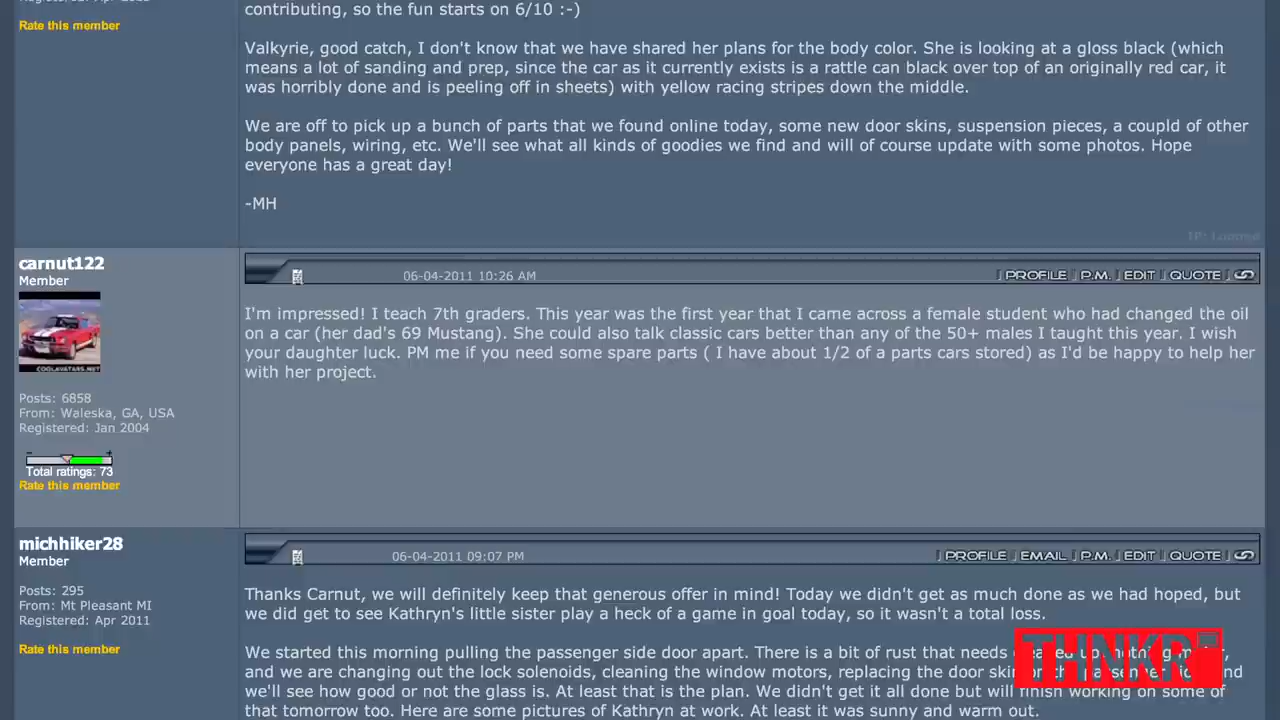 contributing, so the fun starts on 6/10 :-)
Rate this member
Valkyrie, good catch, I don't know that we have shared her plans for the body color. She is looking at a gloss black (which
means a lot of sanding and prep, since the car as it currently exists is a rattle can black over top of an originally red car, it
was horribly done and is peeling off in sheets) with yellow racing stripes down the middle.
We are off to pick up a bunch of parts that we found online today, some new door skins, suspension pieces, a coupld of other
body panels, wiring, etc. We'll see what all kinds of goodies we find and will of course update with some photos. Hope
everyone has a great day!
-MH
IP: Logged
carnut122
Member
COOLAVATARS.NET
Posts: 6858
From: Waleska, GA, USA
Registered: Jan 2004
- +
Total ratings: 73
Rate this member
06-04-2011 10:26 AM
PROFILE P.M. EDIT QUOTE
I'm impressed! I teach 7th graders. This year was the first year that I came across a female student who had changed the oil
on a car (her dad's 69 Mustang). She could also talk classic cars better than any of the 50+ males I taught this year. I wish
your daughter luck. PM me if you need some spare parts ( I have about 1/2 of a parts cars stored) as I'd be happy to help her
with her project.
michhiker28
Member
Posts: 295
From: Mt Pleasant MI
Registered: Apr 2011
Rate this member
06-04-2011 09:07 PM
PROFILE EMAIL P.M. EDIT QUOTE
Thanks Carnut, we will definitely keep that generous offer in mind! Today we didn't get as much done as we had hoped, but
we did get to see Kathryn's little sister play a heck of a game in goal today, so it wasn't a total loss.
We started this morning pulling the passenger side door apart. There is a bit of rust that needs
and we are changing out the lock solenoids, cleaning the window motors, replacing the door
we'll see how good or not the glass is. At least that is the plan. We didn't get it all done but will finish working on some of
that tomorrow too. Here are some pictures of Kathryn at work. At least it was sunny and warm out.
THNKR